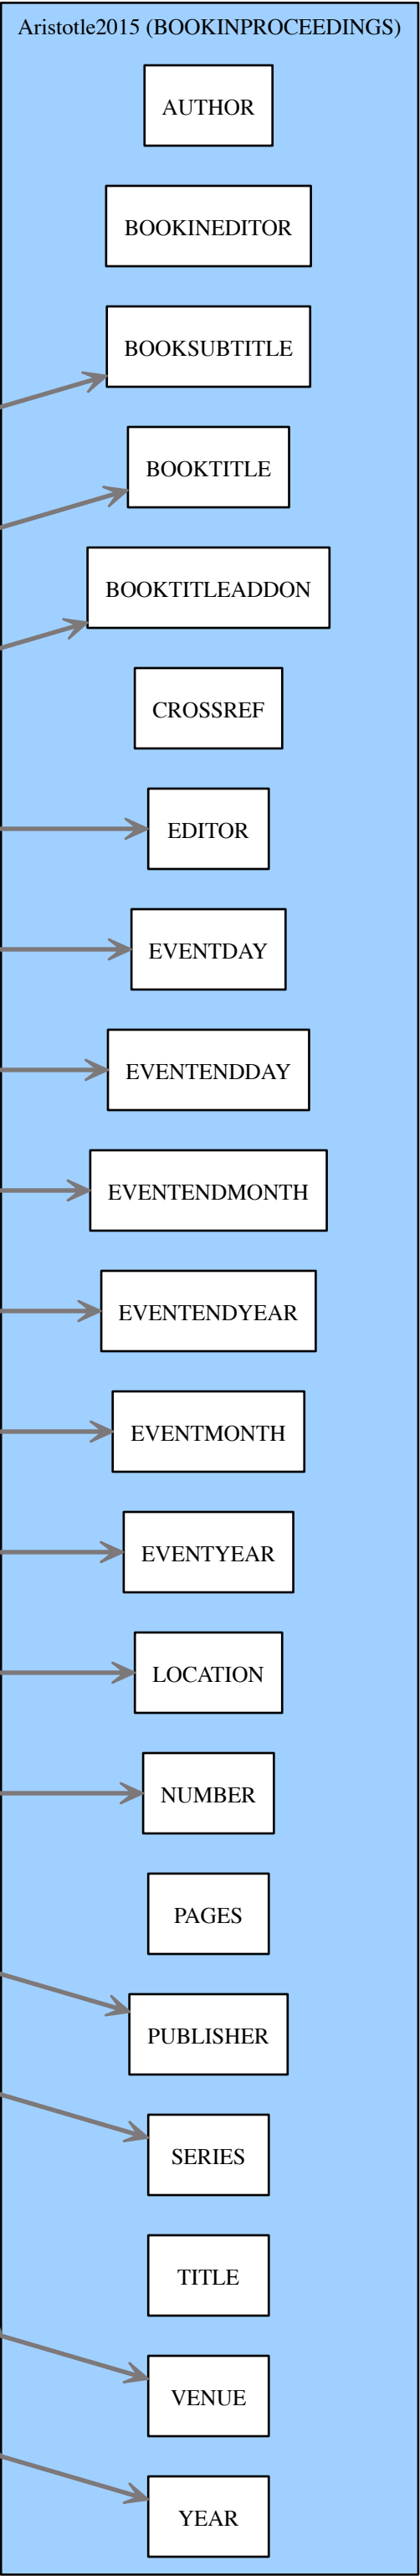 Aristotle2015 (BOOKINPROCEEDINGS)
AUTHOR
BOOKINEDITOR
BOOKSUBTITLE
BOOKTITLE
BOOKTITLEADDON
CROSSREF
EDITOR
EVENTDAY
EVENTENDDAY
EVENTENDMONTH
EVENTENDYEAR
EVENTMONTH
EVENTYEAR
LOCATION
NUMBER
PAGES
PUBLISHER
SERIES
TITLE
VENUE
YEAR